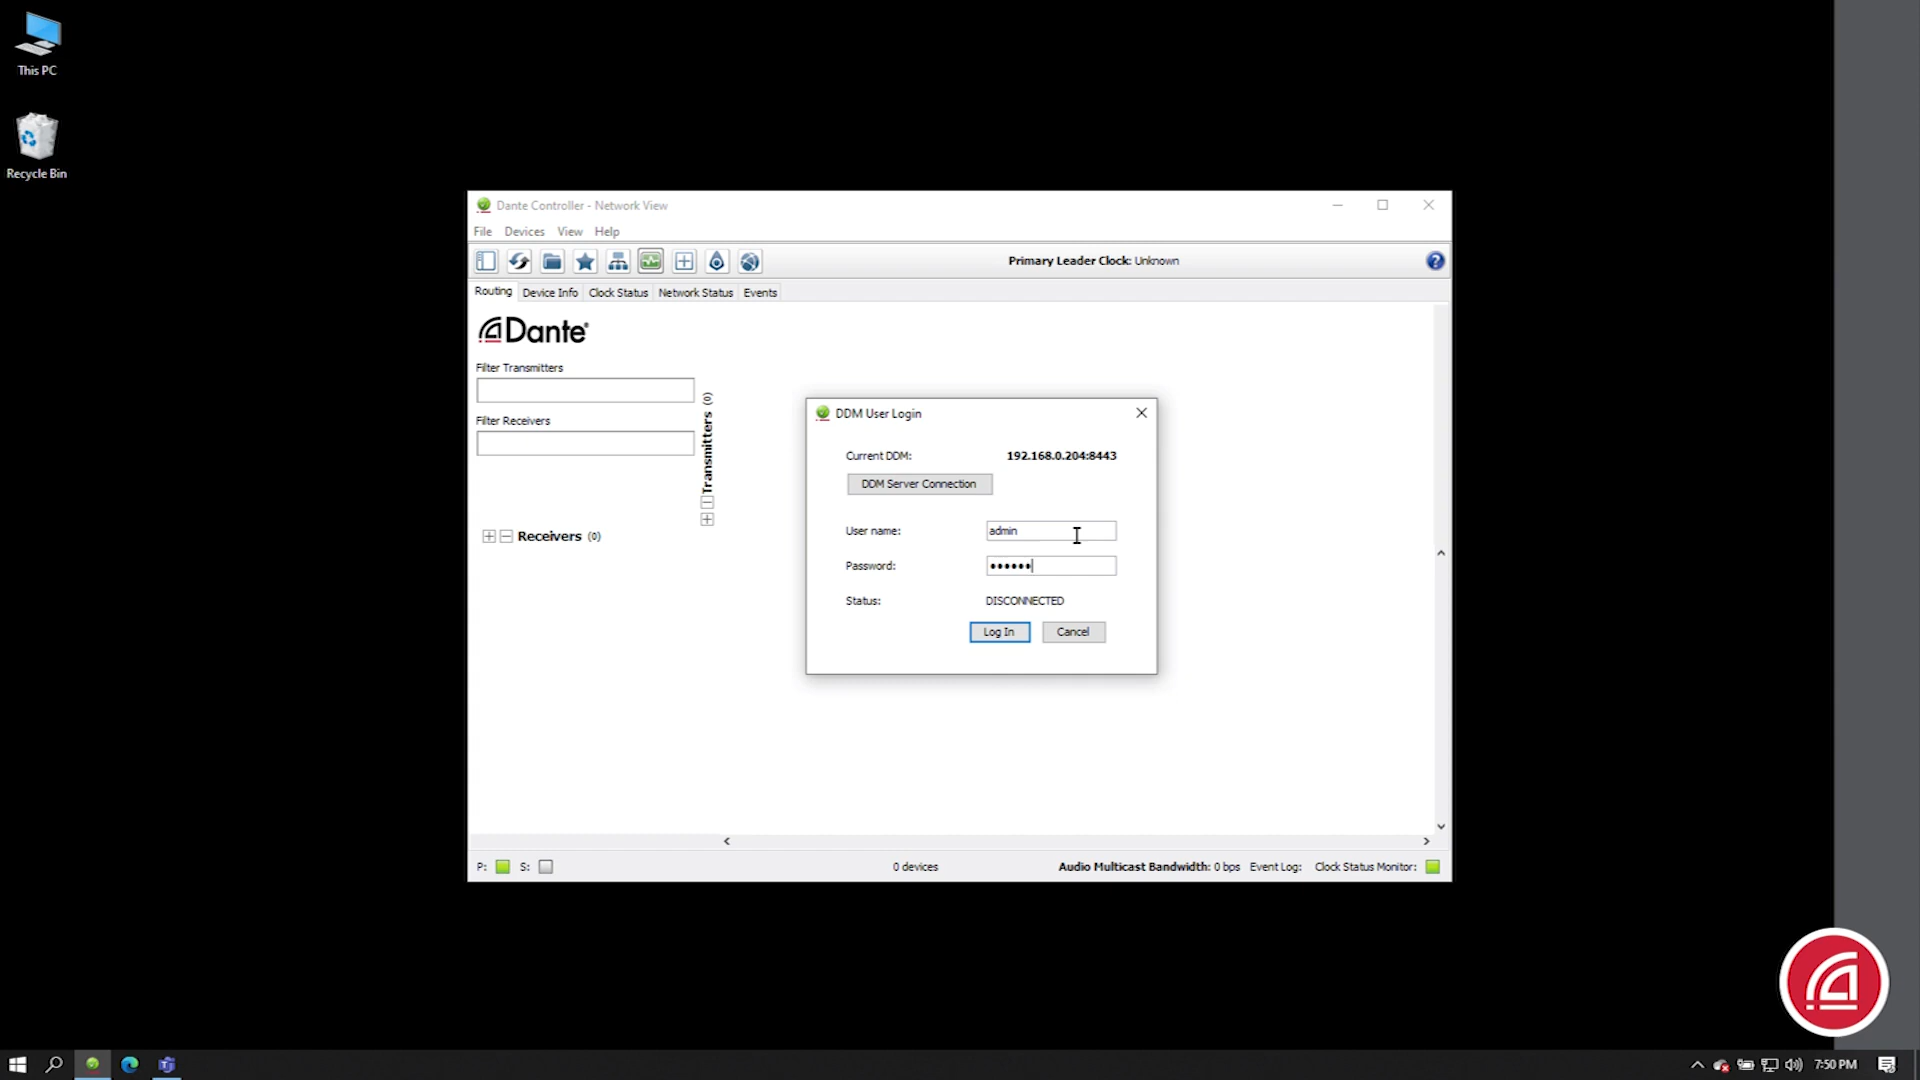 This PC
Recycle Bin
Dante Controller - Network View
File Devices View Help
Primary Leader Clock: Unknown
Routing Device Info Clock Status Network Status Events
Dante
Filter Transmitters
Filter Receivers
Transmitters (0)
Receivers (0)
DDM User Login
Current DDM: 192.168.0.204:8443
DDM Server Connection
User name: admin
Password: ••••••
Status: DISCONNECTED
Log In Cancel
P: S: 0 devices Audio Multicast Bandwidth: 0 bps Event Log: Clock Status Monitor:
7:50 PM